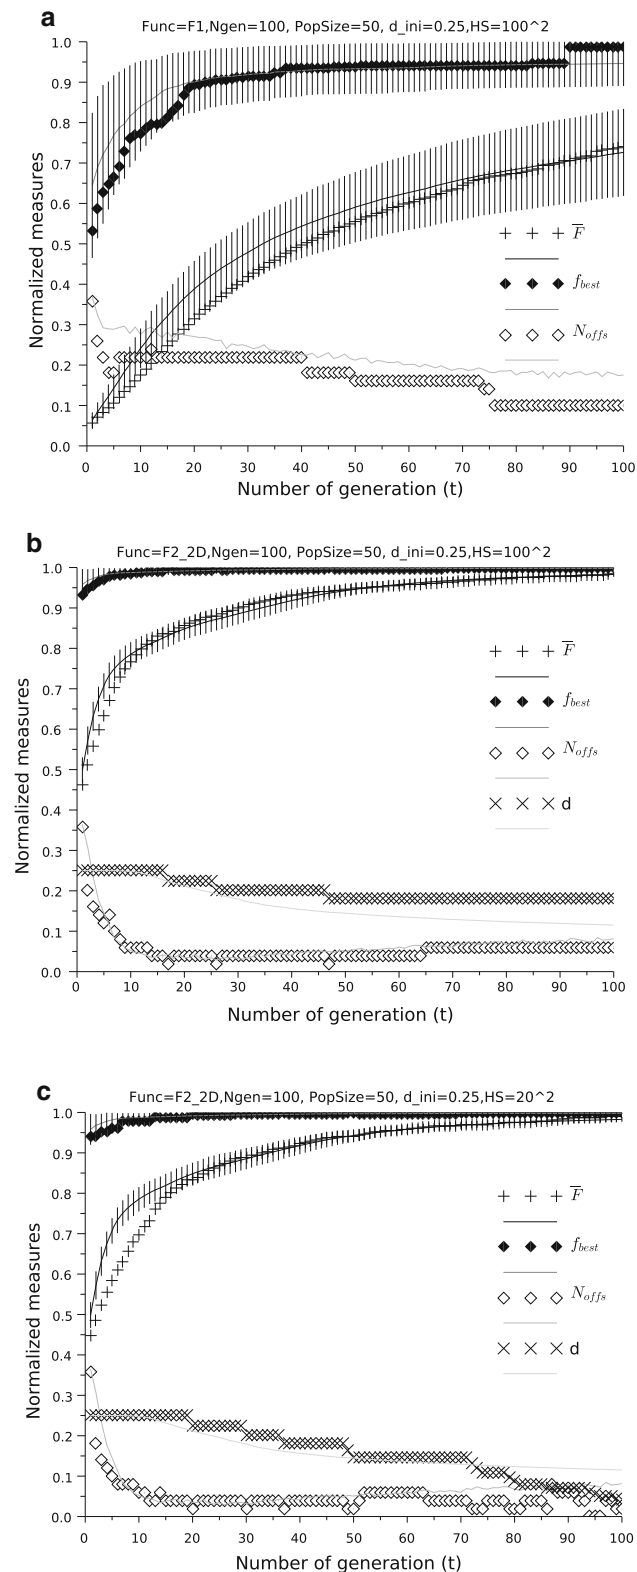 a
Func=F1,Ngen=100, PopSize=50, d_ini=0.25,HS=100^2
1.0
0.9
0.8
0.7
0.6
0.5
0.4
0.3
0.2
0.1
0.0
Normalized measures
F̅
f_best
N_offs
0 10 20 30 40 50 60 70 80 90 100
Number of generation (t)
b
Func=F2_2D,Ngen=100, PopSize=50, d_ini=0.25,HS=100^2
1.0
0.9
0.8
0.7
0.6
0.5
0.4
0.3
0.2
0.1
0.0
Normalized measures
F̅
f_best
N_offs
d
0 10 20 30 40 50 60 70 80 90 100
Number of generation (t)
c
Func=F2_2D,Ngen=100, PopSize=50, d_ini=0.25,HS=20^2
1.0
0.9
0.8
0.7
0.6
0.5
0.4
0.3
0.2
0.1
0.0
Normalized measures
F̅
f_best
N_offs
d
0 10 20 30 40 50 60 70 80 90 100
Number of generation (t)